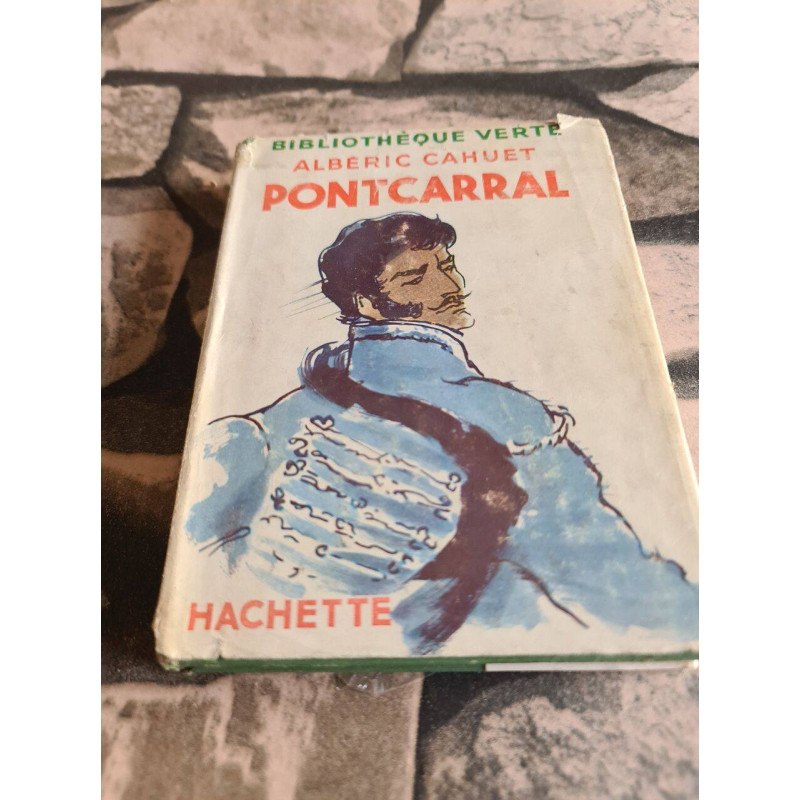 BIBLIOTHÈQUE VERTE
ALBÉRIC CAHUET
PONTCARRAL
HACHETTE